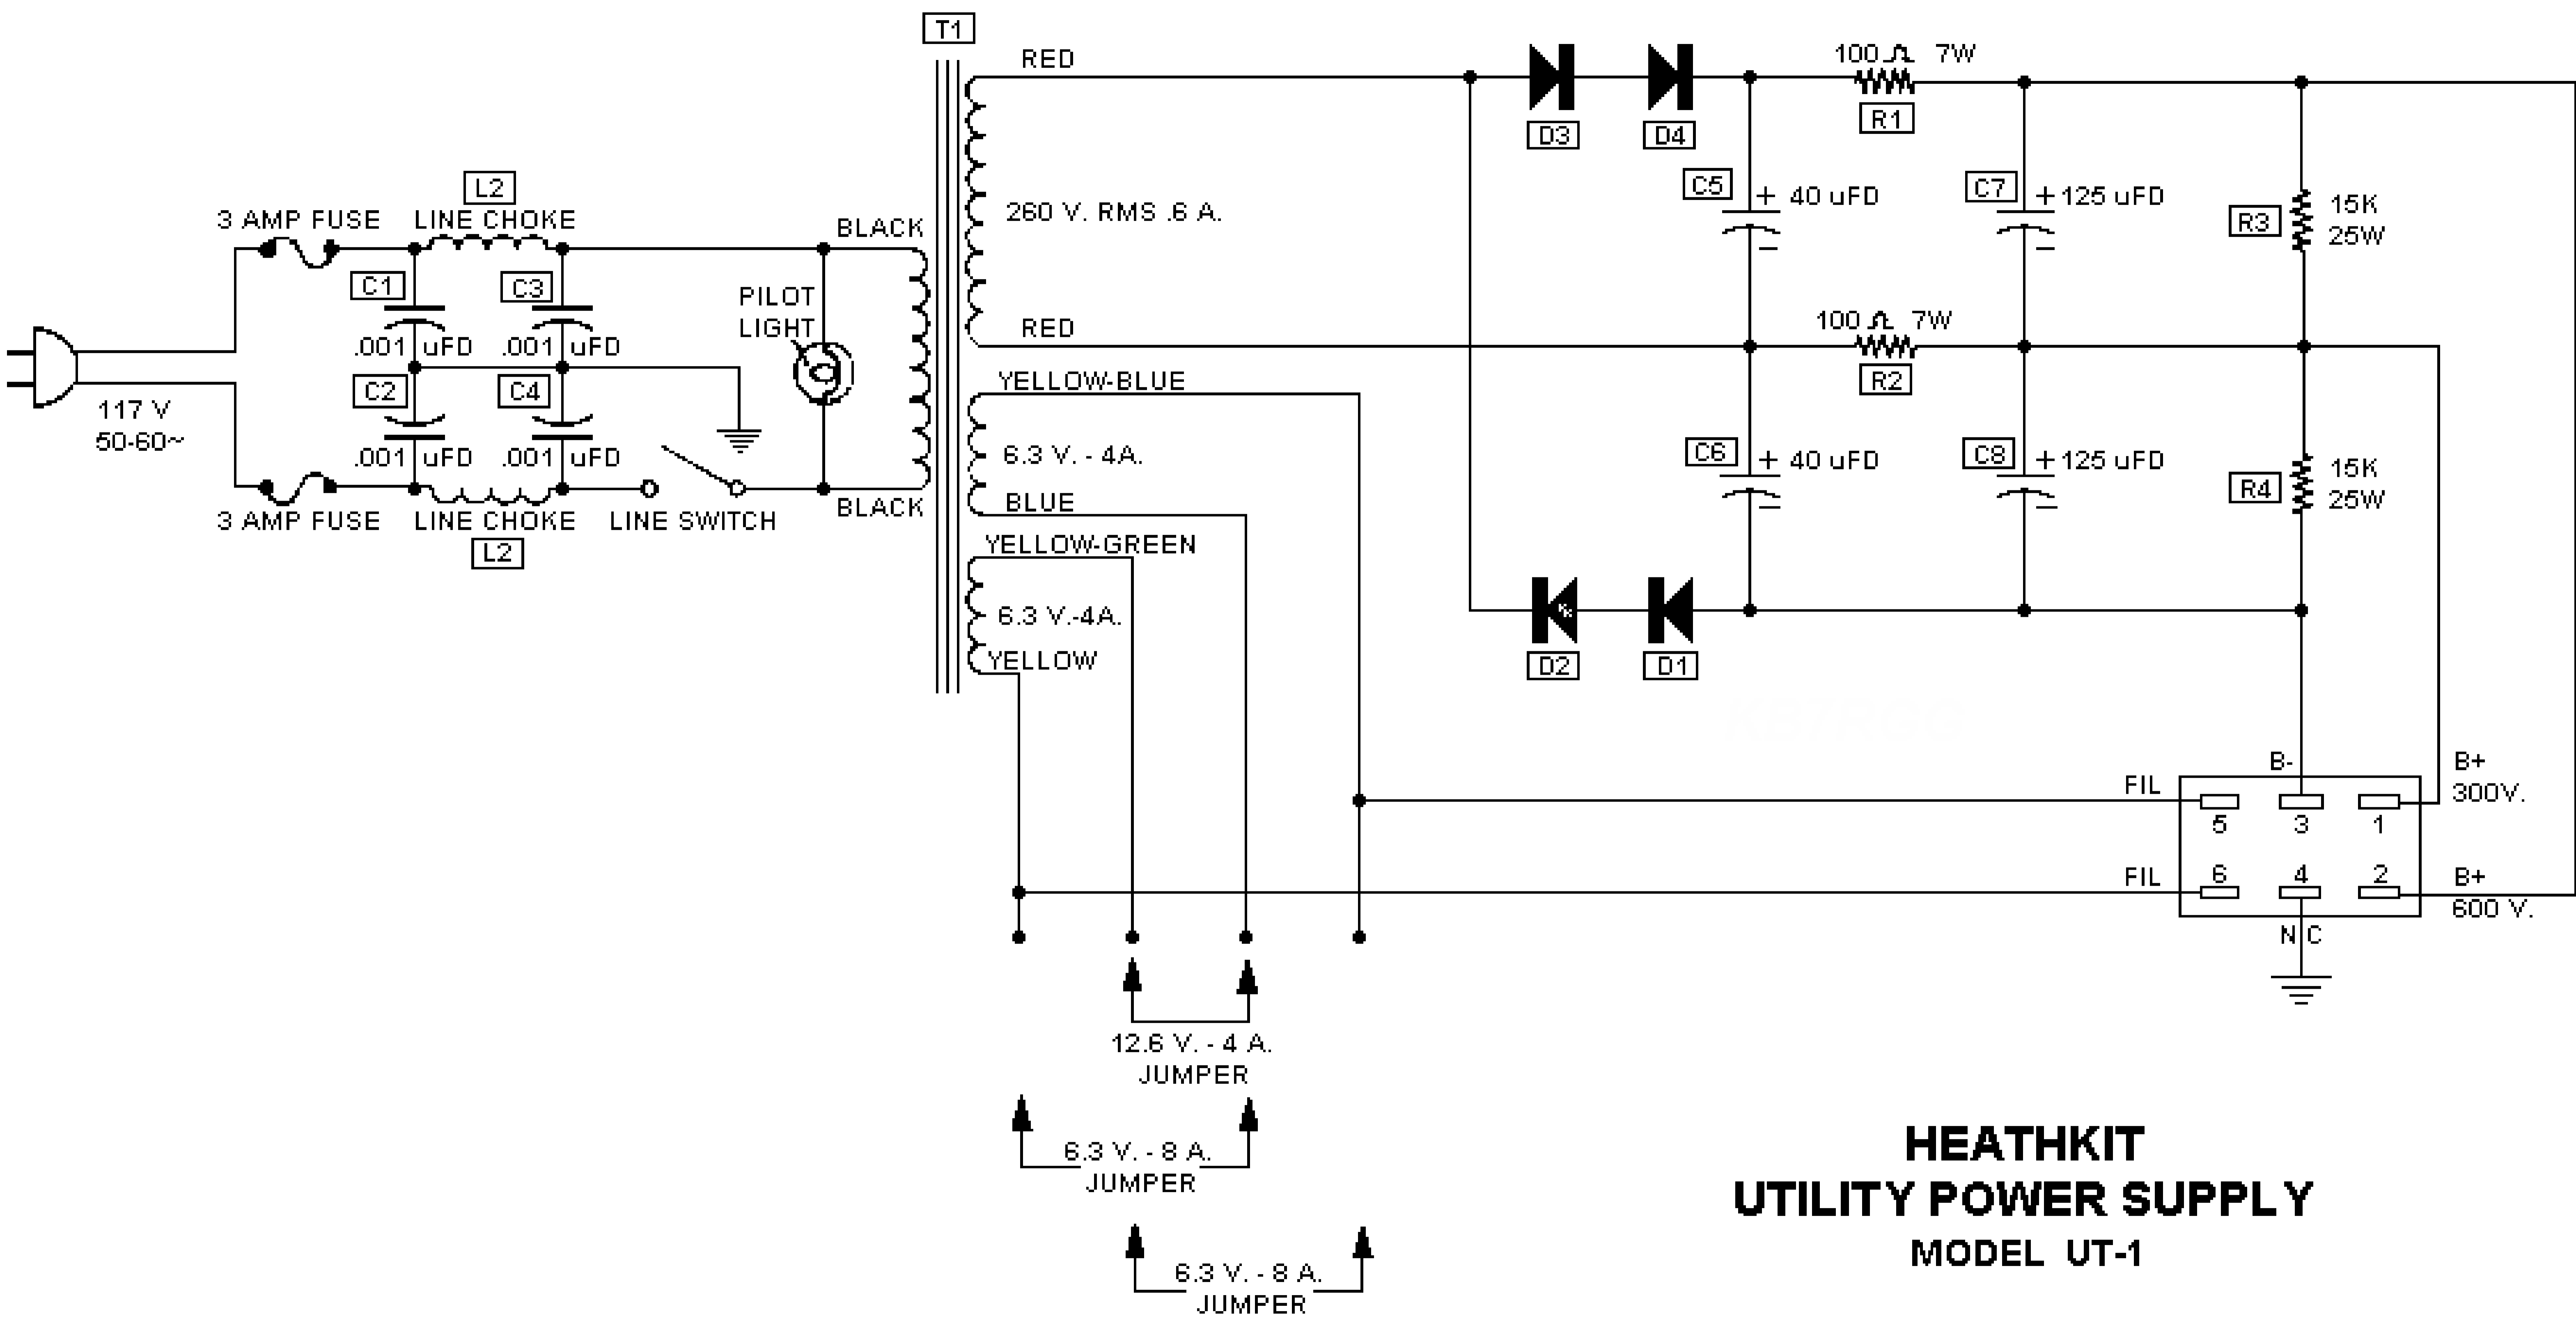 T1
RED
100 Ω 7W
R1
D3
D4
C5
+ 40 uFD
C7
+ 125 uFD
R3
15K
25W
L2
3 AMP FUSE
LINE CHOKE
BLACK
260 V. RMS .6 A.
C1
C3
PILOT
LIGHT
RED
100 Ω 7W
R2
.001 uFD
.001 uFD
C2
C4
YELLOW-BLUE
117 V
50-60~
.001 uFD
.001 uFD
6.3 V. - 4A.
C6
+ 40 uFD
C8
+ 125 uFD
R4
15K
25W
BLACK
BLUE
3 AMP FUSE
LINE CHOKE
LINE SWITCH
L2
YELLOW-GREEN
6.3 V.-4A.
YELLOW
D2
D1
B-
B+
300V.
FIL
5
3
1
FIL
6
4
2
B+
600 V.
N C
12.6 V. - 4 A.
JUMPER
6.3 V. - 8 A.
JUMPER
6.3 V. - 8 A.
JUMPER
HEATHKIT
UTILITY POWER SUPPLY
MODEL UT-1